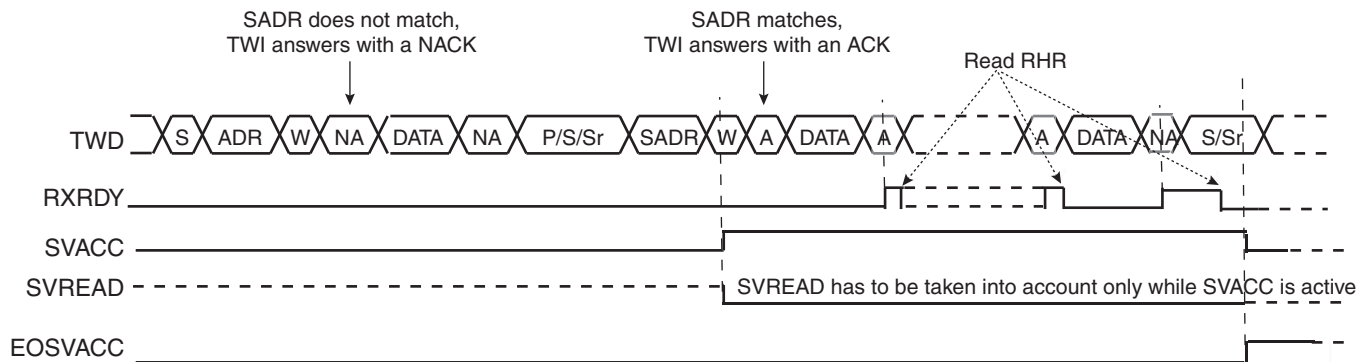 SADR does not match,
TWI answers with a NACK
SADR matches,
TWI answers with an ACK
Read RHR
TWD S ADR W NA DATA NA P/S/Sr SADR W A DATA A A DATA NA S/Sr
RXRDY
SVACC
SVREAD SVREAD has to be taken into account only while SVACC is active
EOSVACC